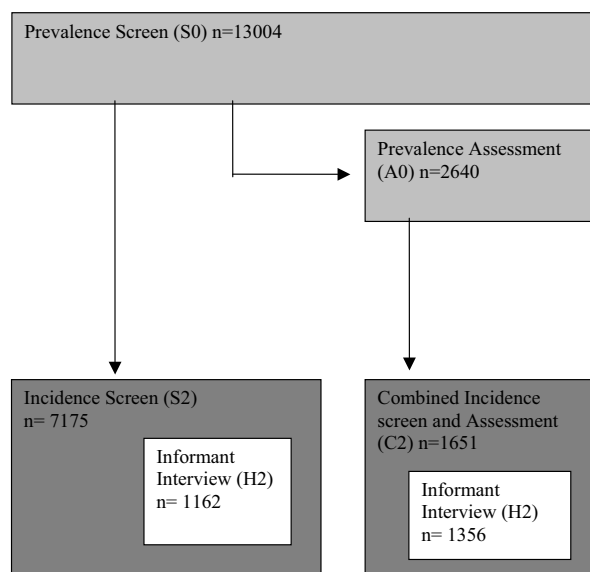 Prevalence Screen (S0) n=13004
Prevalence Assessment
(A0) n=2640
Incidence Screen (S2)
n= 7175
Informant
Interview (H2)
n= 1162
Combined Incidence
screen and Assessment
(C2) n=1651
Informant
Interview (H2)
n= 1356